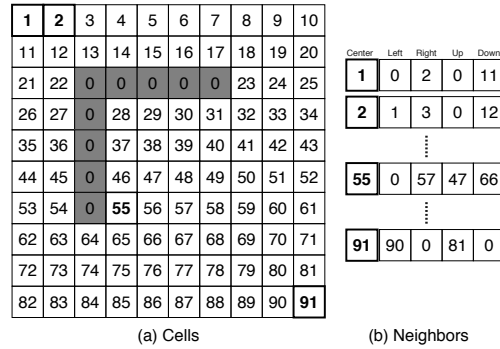 1 2 3 4 5 6 7 8 9 10
11 12 13 14 15 16 17 18 19 20
21 22 0 0 0 0 0 23 24 25
26 27 0 28 29 30 31 32 33 34
35 36 0 37 38 39 40 41 42 43
44 45 0 46 47 48 49 50 51 52
53 54 0 55 56 57 58 59 60 61
62 63 64 65 66 67 68 69 70 71
72 73 74 75 76 77 78 79 80 81
82 83 84 85 86 87 88 89 90 91
(a) Cells
Center Left Right Up Down
1 0 2 0 11
2 1 3 0 12
55 0 57 47 66
91 90 0 81 0
(b) Neighbors